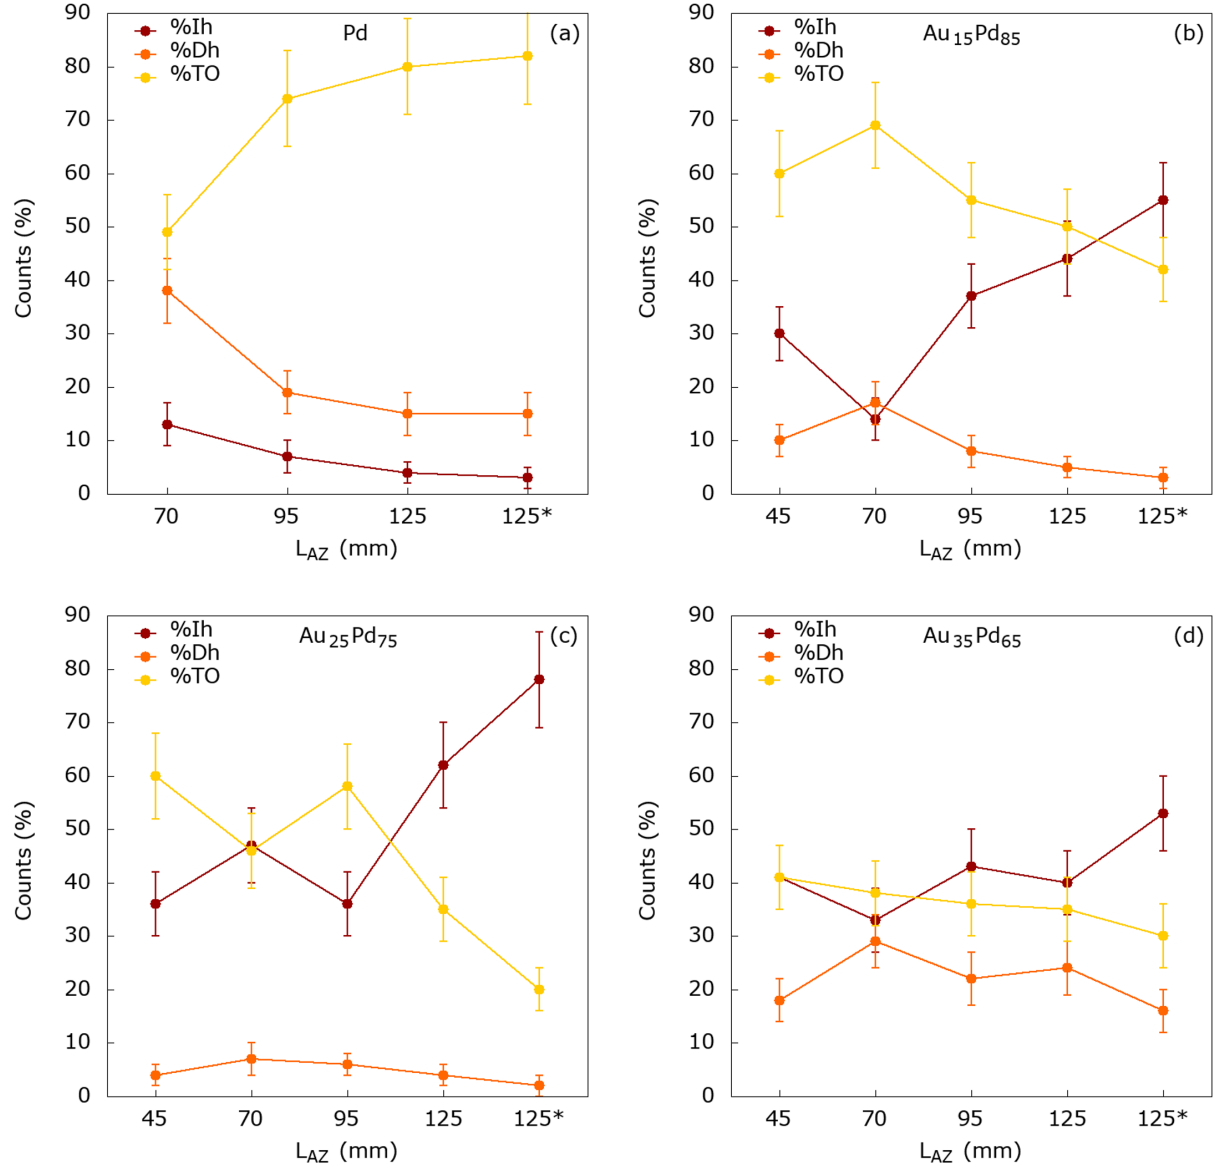 %Ih
%Dh
%TO
Pd
(a)
90
80
70
60
50
40
30
20
10
0
Counts (%)
70 95 125 125*
LAZ (mm)
%Ih
%Dh
%TO
Au15Pd85
(b)
90
80
70
60
50
40
30
20
10
0
Counts (%)
45 70 95 125 125*
LAZ (mm)
%Ih
%Dh
%TO
Au25Pd75
(c)
90
80
70
60
50
40
30
20
10
0
Counts (%)
45 70 95 125 125*
LAZ (mm)
%Ih
%Dh
%TO
Au35Pd65
(d)
90
80
70
60
50
40
30
20
10
0
Counts (%)
45 70 95 125 125*
LAZ (mm)